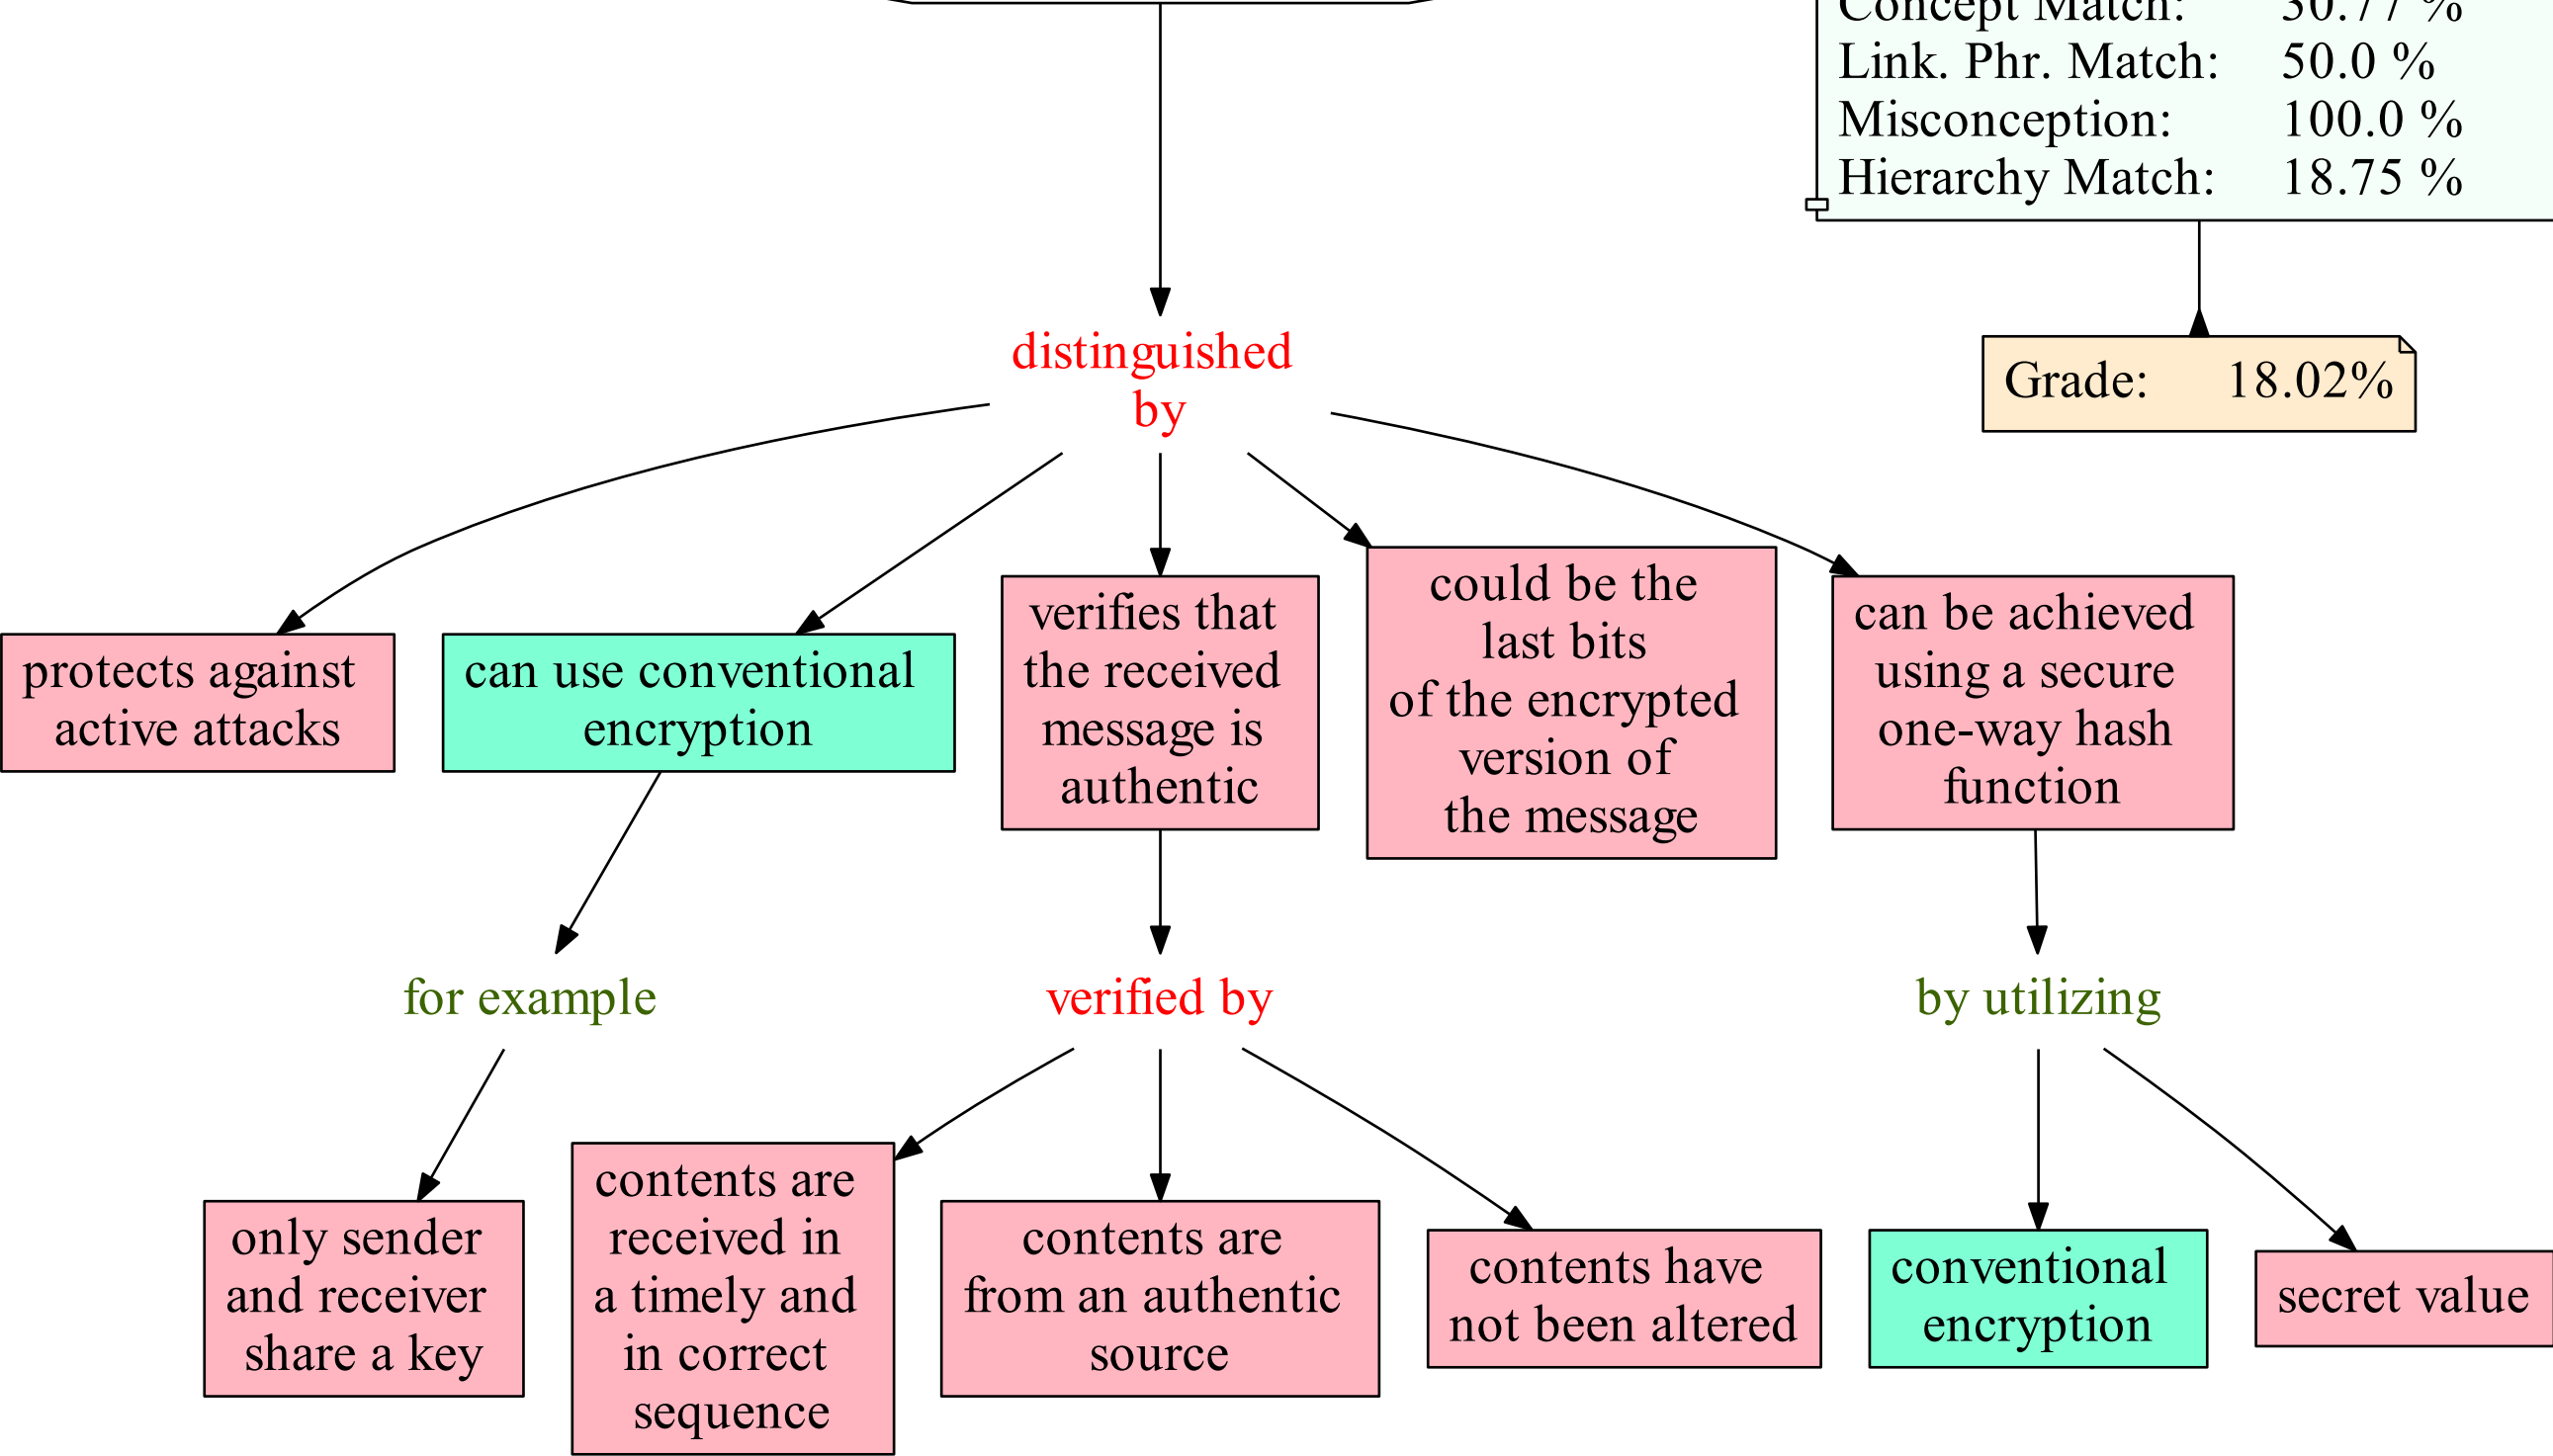 Concept Match: 30.77 %
Link. Phr. Match: 50.0 %
Misconception: 100.0 %
Hierarchy Match: 18.75 %
Grade: 18.02%
distinguished
by
protects against
active attacks
can use conventional
encryption
verifies that
the received
message is
authentic
could be the
last bits
of the encrypted
version of
the message
can be achieved
using a secure
one-way hash
function
for example
verified by
by utilizing
only sender
and receiver
share a key
contents are
received in
a timely and
in correct
sequence
contents are
from an authentic
source
contents have
not been altered
conventional
encryption
secret value